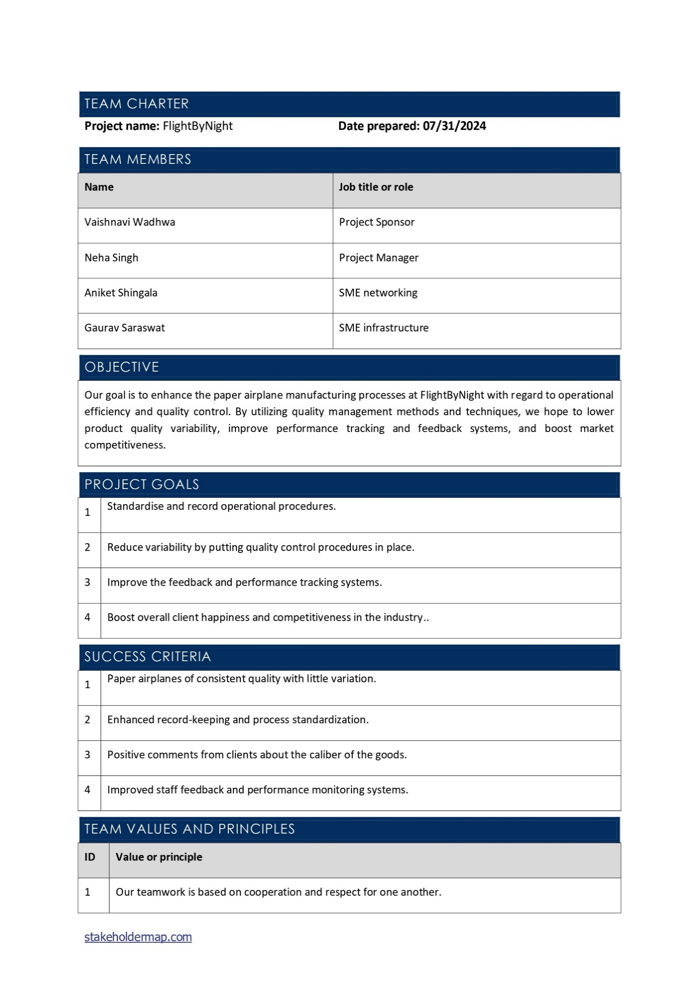 TEAM CHARTER
Project name: FlightByNight Date prepared: 07/31/2024
TEAM MEMBERS
Name Job title or role
Vaishnavi Wadhwa Project Sponsor
Neha Singh Project Manager
Aniket Shingala SME networking
Gaurav Saraswat SME infrastructure
OBJECTIVE
Our goal is to enhance the paper airplane manufacturing processes at FlightByNight with regard to operational
efficiency and quality control. By utilizing quality management methods and techniques, we hope to lower
product quality variability, improve performance tracking and feedback systems, and boost market
competitiveness.
PROJECT GOALS
1 Standardise and record operational procedures.
2 Reduce variability by putting quality control procedures in place.
3 Improve the feedback and performance tracking systems.
4 Boost overall client happiness and competitiveness in the industry..
SUCCESS CRITERIA
1 Paper airplanes of consistent quality with little variation.
2 Enhanced record-keeping and process standardization.
3 Positive comments from clients about the caliber of the goods.
4 Improved staff feedback and performance monitoring systems.
TEAM VALUES AND PRINCIPLES
ID Value or principle
1 Our teamwork is based on cooperation and respect for one another.
stakeholdermap.com